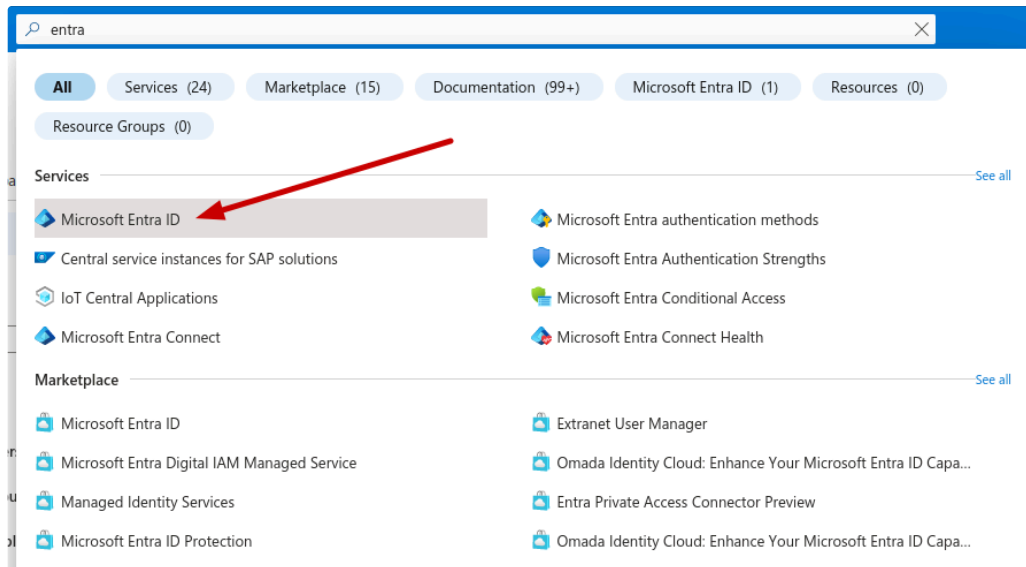 entra
All Services (24) Marketplace (15) Documentation (99+) Microsoft Entra ID (1) Resources (0)
Resource Groups (0)
Services See all
Microsoft Entra ID
Microsoft Entra authentication methods
Central service instances for SAP solutions
Microsoft Entra Authentication Strengths
IoT Central Applications
Microsoft Entra Conditional Access
Microsoft Entra Connect
Microsoft Entra Connect Health
Marketplace See all
Microsoft Entra ID
Extranet User Manager
Microsoft Entra Digital IAM Managed Service
Omada Identity Cloud: Enhance Your Microsoft Entra ID Capa...
Managed Identity Services
Entra Private Access Connector Preview
Microsoft Entra ID Protection
Omada Identity Cloud: Enhance Your Microsoft Entra ID Capa...